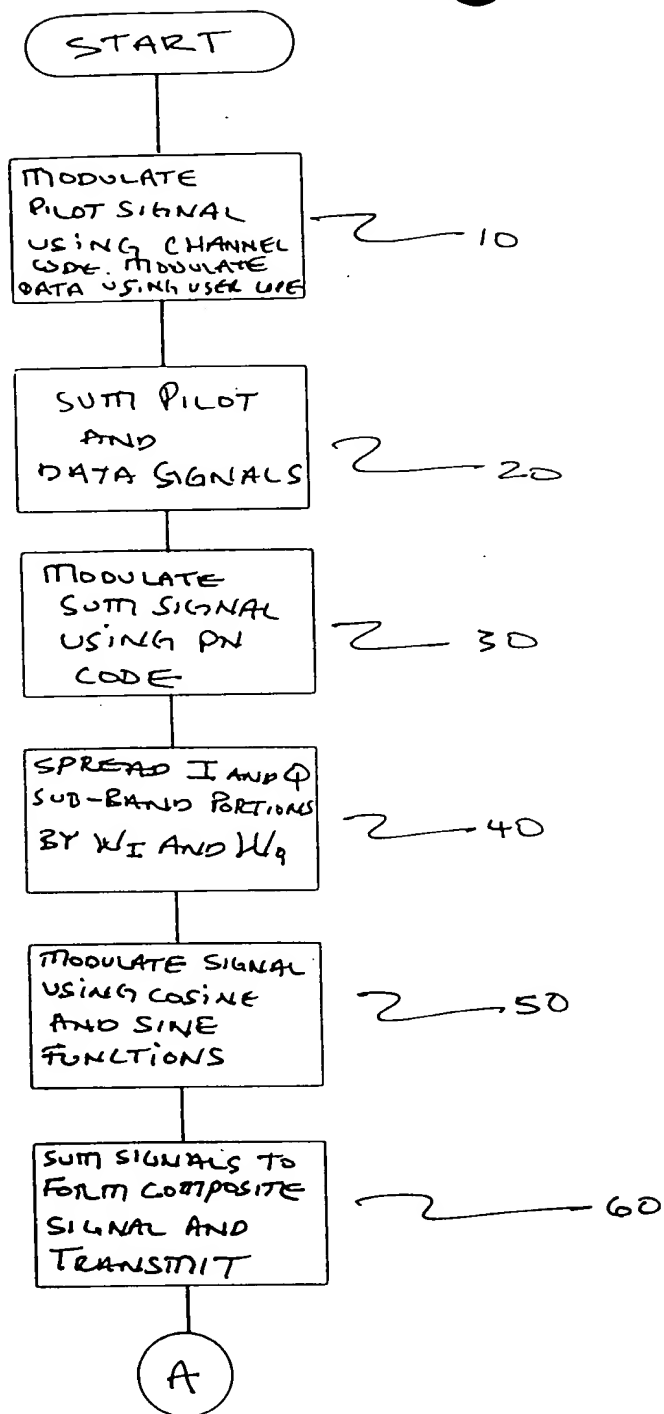 START
MODULATE
PILOT SIGNAL
USING CHANNEL
CODE. MODULATE
DATA USING USER CODE
10
SUM PILOT
AND
DATA SIGNALS
20
MODULATE
SUM SIGNAL
USING PN
CODE
30
SPREAD I AND Q
SUB-BAND PORTIONS
BY WI AND WQ
40
MODULATE SIGNAL
USING COSINE
AND SINE
FUNCTIONS
50
SUM SIGNALS TO
FORM COMPOSITE
SIGNAL AND
TRANSMIT
60
A